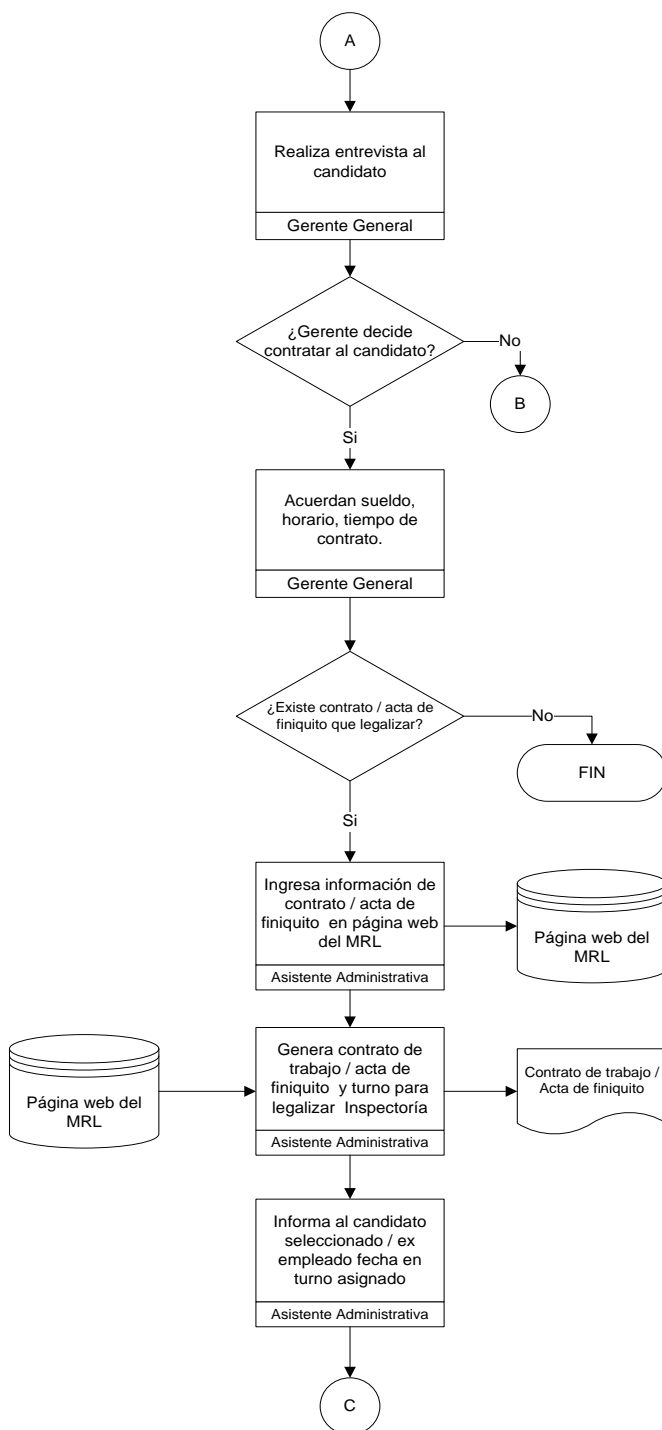 A
Realiza entrevista al
candidato
Gerente General
¿Gerente decide
contratar al candidato?
No
B
Si
Acuerdan sueldo,
horario, tiempo de
contrato.
Gerente General
¿Existe contrato / acta de
finiquito que legalizar?
No
FIN
Si
Ingresa información de
contrato / acta de
finiquito en página web
del MRL
Asistente Administrativa
Página web del
MRL
Página web del
MRL
Genera contrato de
trabajo / acta de
finiquito y turno para
legalizar Inspectoría
Asistente Administrativa
Contrato de trabajo /
Acta de finiquito
Informa al candidato
seleccionado / ex
empleado fecha en
turno asignado
Asistente Administrativa
C